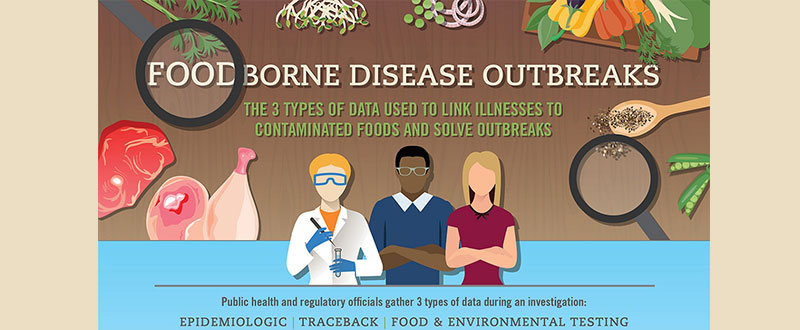 FOODBORNE DISEASE OUTBREAKS
THE 3 TYPES OF DATA USED TO LINK ILLNESSES TO
CONTAMINATED FOODS AND SOLVE OUTBREAKS
Public health and regulatory officials gather 3 types of data during an investigation:
EPIDEMIOLOGIC | TRACEBACK | FOOD & ENVIRONMENTAL TESTING